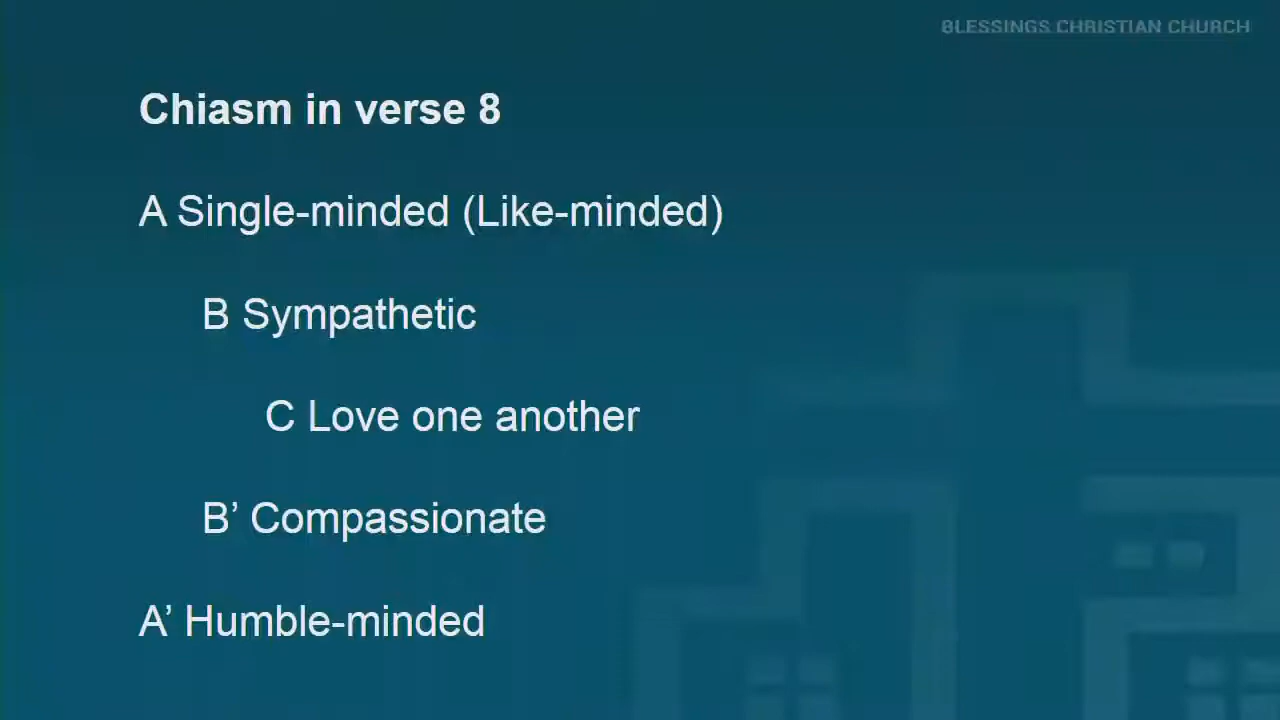 BLESSINGS CHRISTIAN CHURCH
Chiasm in verse 8
A Single-minded (Like-minded)
B Sympathetic
C Love one another
B’ Compassionate
A’ Humble-minded